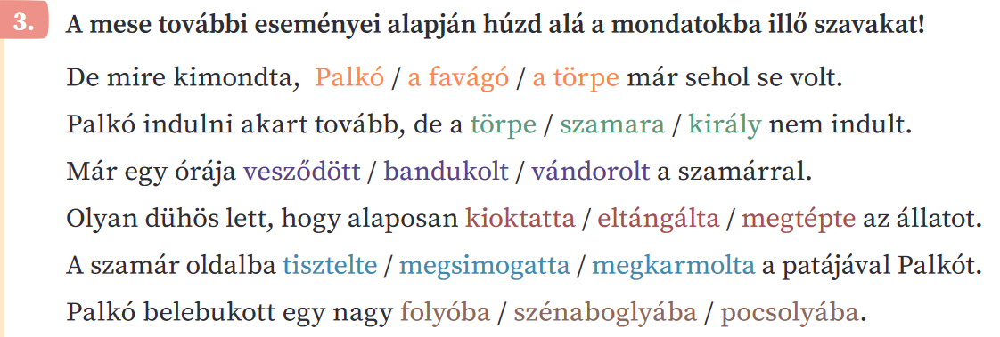 3. A mese további eseményei alapján húzd alá a mondatokba illő szavakat!
De mire kimondta, Palkó / a favágó / a törpe már sehol se volt.
Palkó indulni akart tovább, de a törpe / szamara / király nem indult.
Már egy órája vesződött / bandukolt / vándorolt a szamárral.
Olyan dühös lett, hogy alaposan kioktatta / eltángálta / megtépte az állatot.
A szamár oldalba tisztelte / megsimogatta / megkarmolta a patájával Palkót.
Palkó belebukott egy nagy folyóba / szénaboglyába / pocsolyába.